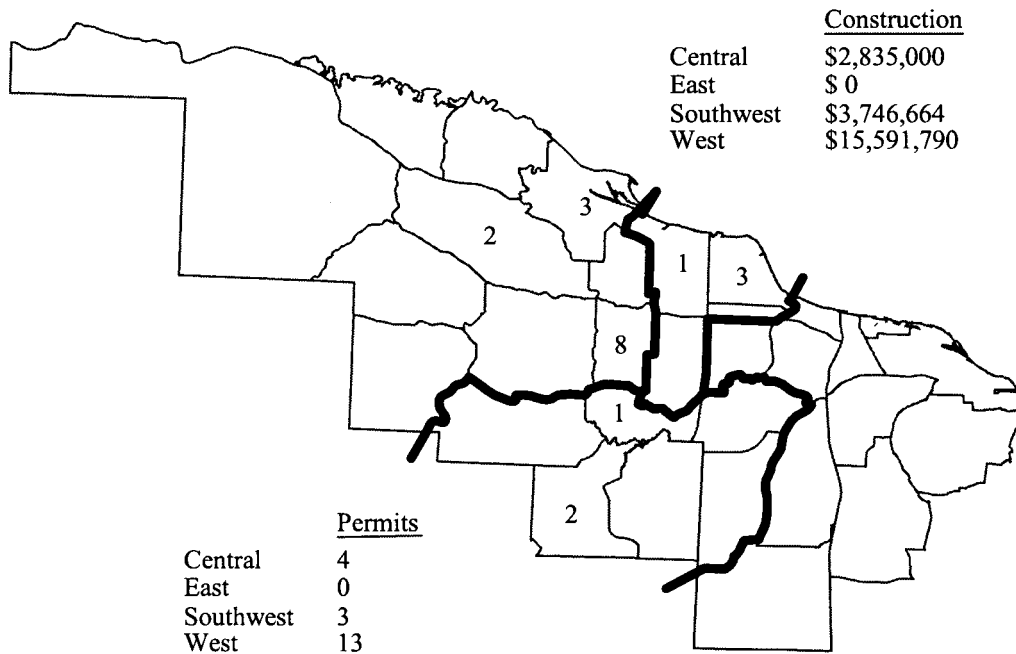 Construction
Central $2,835,000
East $ 0
Southwest $3,746,664
West $15,591,790
3
2
1
3
8
1
2
Permits
Central 4
East 0
Southwest 3
West 13